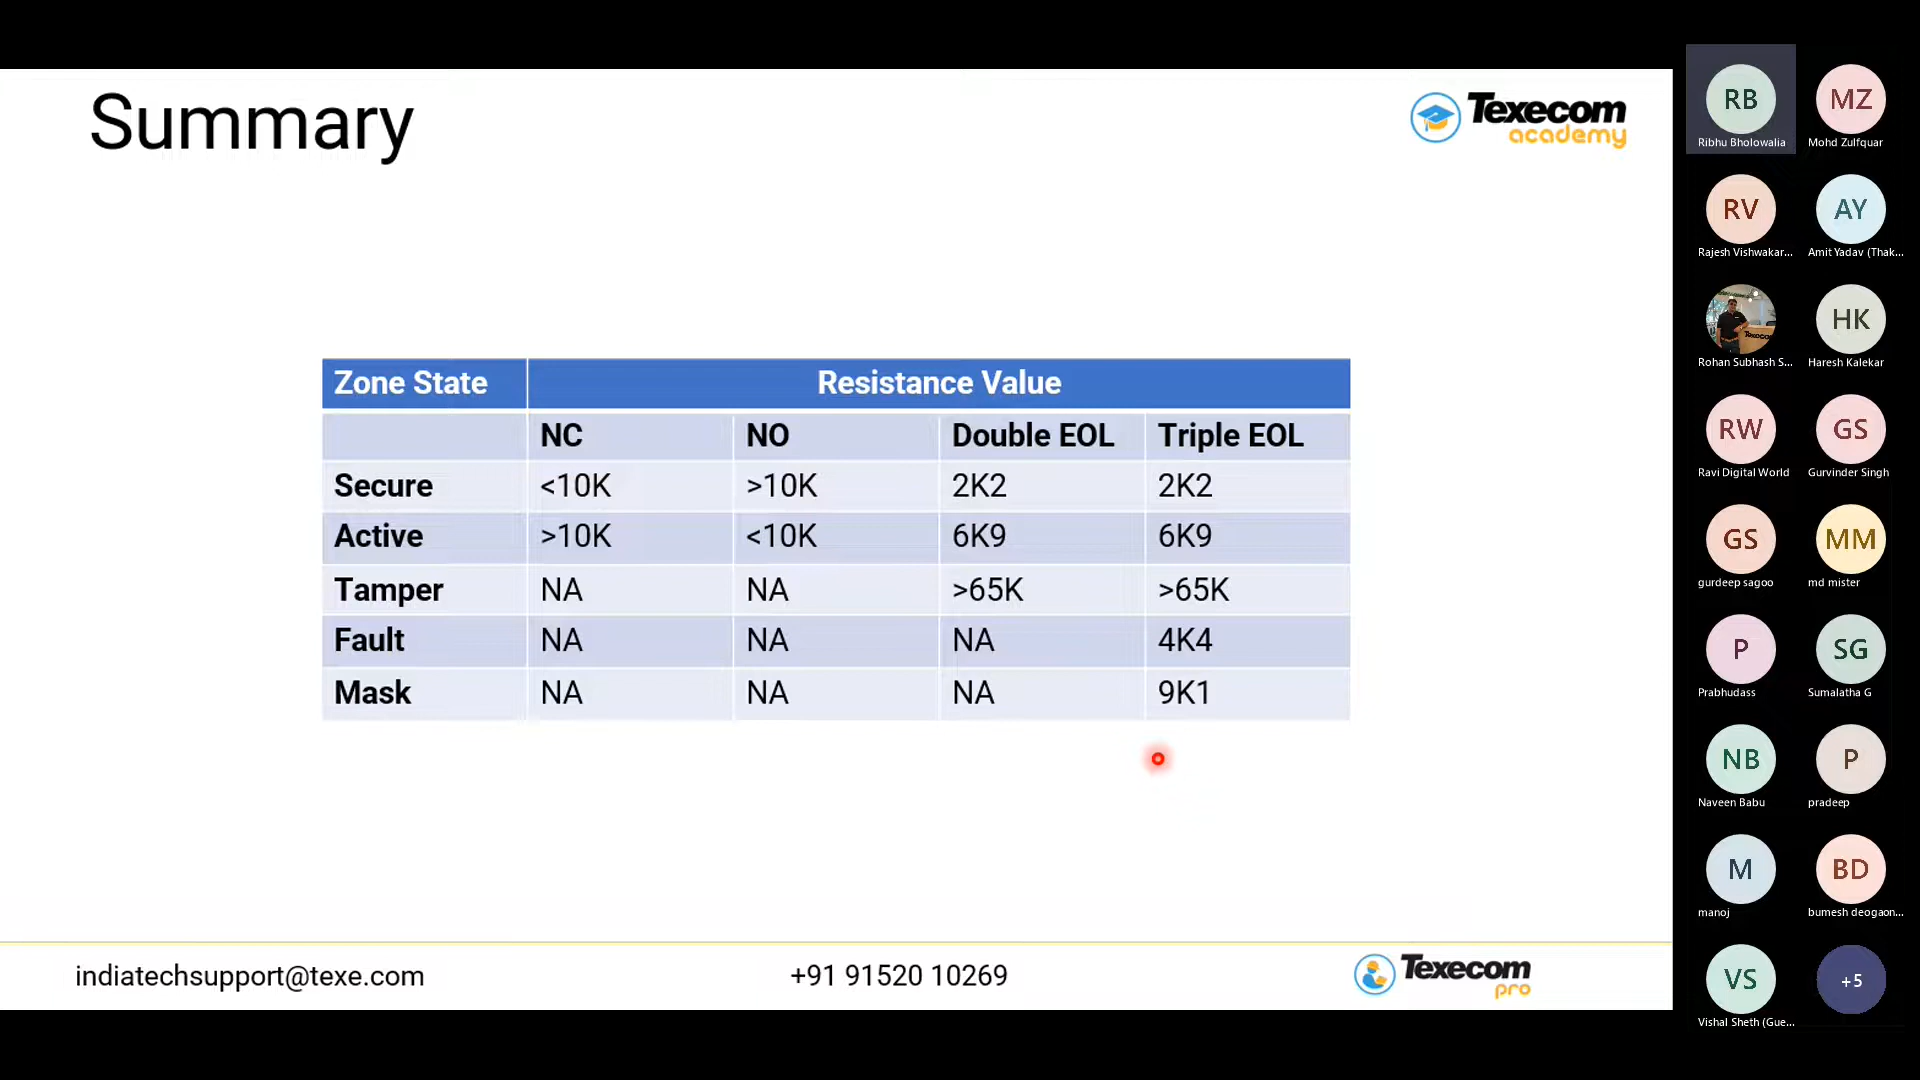 Summary
Texecom
academy
Zone State Resistance Value
NC NO Double EOL Triple EOL
Secure <10K >10K 2K2 2K2
Active >10K <10K 6K9 6K9
Tamper NA NA >65K >65K
Fault NA NA NA 4K4
Mask NA NA NA 9K1
indiatechsupport@texe.com
+91 91520 10269
Texecom
pro
RB MZ
Ribhu Bholowalia Mohd Zulfquar
RV AY
Rajesh Vishwakar... Amit Yadav (Thak...
HK
Rohan Subhash S... Haresh Kalekar
RW GS
Ravi Digital World Gurvinder Singh
GS MM
gurdeep sagoo md mister
P SG
Prabhudass Sumalatha G
NB P
Naveen Babu pradeep
M BD
manoj bumesh deogaon...
VS +5
Vishal Sheth (Gue...